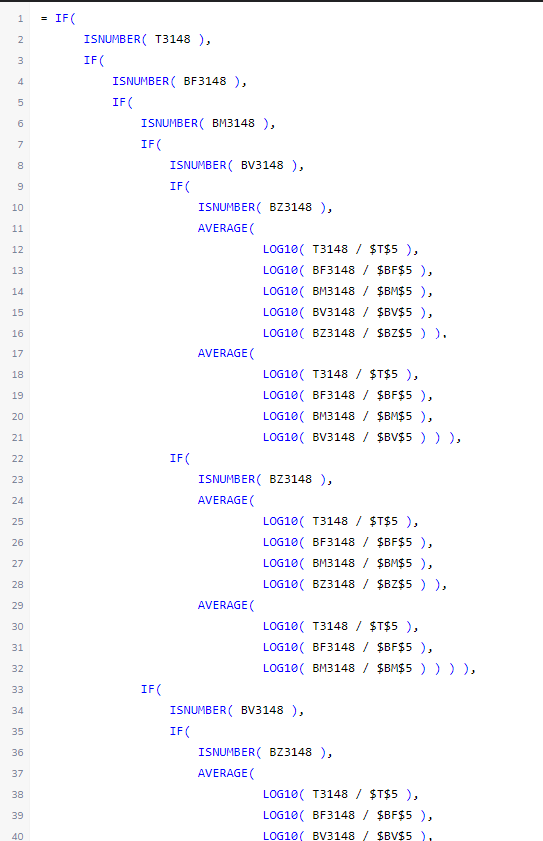 1 = IF(
2 ISNUMBER( T3148 ),
3 IF(
4 ISNUMBER( BF3148 ),
5 IF(
6 ISNUMBER( BM3148 ),
7 IF(
8 ISNUMBER( BV3148 ),
9 IF(
10 ISNUMBER( BZ3148 ),
11 AVERAGE(
12 LOG10( T3148 / $T$5 ),
13 LOG10( BF3148 / $BF$5 ),
14 LOG10( BM3148 / $BM$5 ),
15 LOG10( BV3148 / $BV$5 ),
16 LOG10( BZ3148 / $BZ$5 ) ),
17 AVERAGE(
18 LOG10( T3148 / $T$5 ),
19 LOG10( BF3148 / $BF$5 ),
20 LOG10( BM3148 / $BM$5 ),
21 LOG10( BV3148 / $BV$5 ) ) ),
22 IF(
23 ISNUMBER( BZ3148 ),
24 AVERAGE(
25 LOG10( T3148 / $T$5 ),
26 LOG10( BF3148 / $BF$5 ),
27 LOG10( BM3148 / $BM$5 ),
28 LOG10( BZ3148 / $BZ$5 ) ),
29 AVERAGE(
30 LOG10( T3148 / $T$5 ),
31 LOG10( BF3148 / $BF$5 ),
32 LOG10( BM3148 / $BM$5 ) ) ) ),
33 IF(
34 ISNUMBER( BV3148 ),
35 IF(
36 ISNUMBER( BZ3148 ),
37 AVERAGE(
38 LOG10( T3148 / $T$5 ),
39 LOG10( BF3148 / $BF$5 ),
40 LOG10( BV3148 / $BV$5 ),